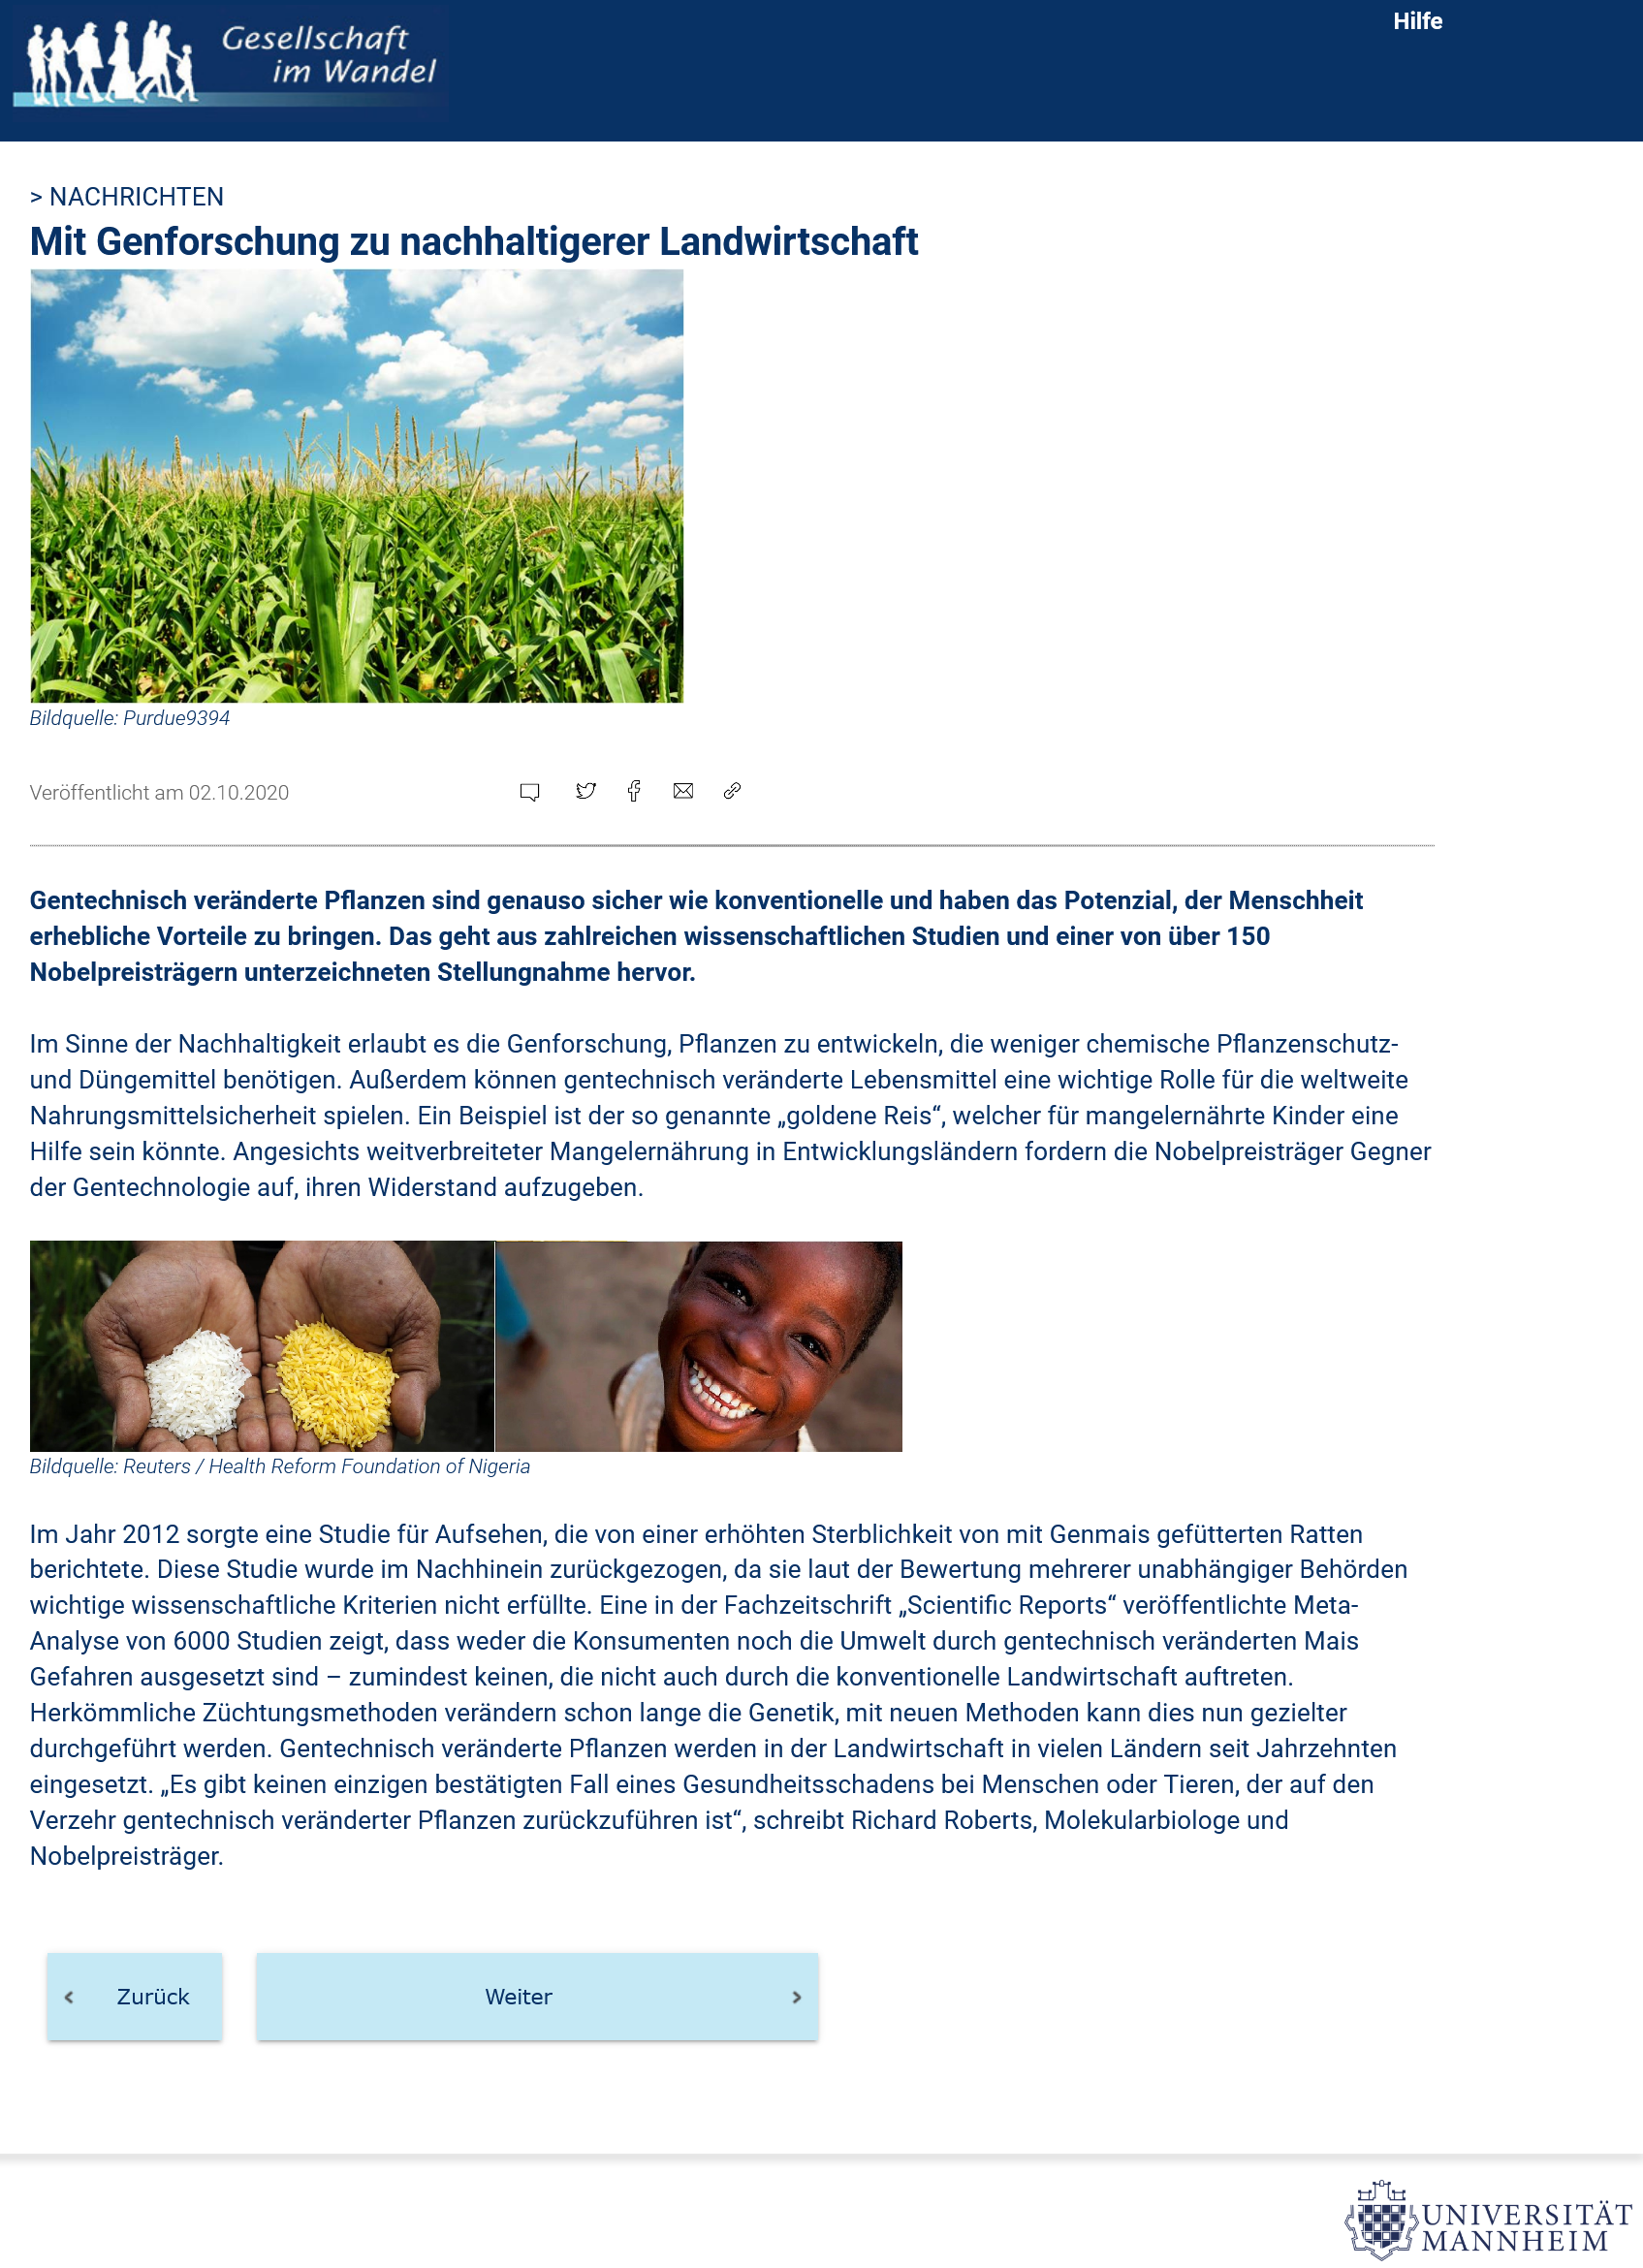 Gesellschaft
im Wandel
Hilfe
> NACHRICHTEN
Mit Genforschung zu nachhaltigerer Landwirtschaft
Bildquelle: Purdue9394
Veröffentlicht am 02.10.2020
Gentechnisch veränderte Pflanzen sind genauso sicher wie konventionelle und haben das Potenzial, der Menschheit
erhebliche Vorteile zu bringen. Das geht aus zahlreichen wissenschaftlichen Studien und einer von über 150
Nobelpreisträgern unterzeichneten Stellungnahme hervor.
Im Sinne der Nachhaltigkeit erlaubt es die Genforschung, Pflanzen zu entwickeln, die weniger chemische Pflanzenschutz-
und Düngemittel benötigen. Außerdem können gentechnisch veränderte Lebensmittel eine wichtige Rolle für die weltweite
Nahrungsmittelsicherheit spielen. Ein Beispiel ist der so genannte „goldene Reis“, welcher für mangelernährte Kinder eine
Hilfe sein könnte. Angesichts weitverbreiteter Mangelernährung in Entwicklungsländern fordern die Nobelpreisträger Gegner
der Gentechnologie auf, ihren Widerstand aufzugeben.
Bildquelle: Reuters / Health Reform Foundation of Nigeria
Im Jahr 2012 sorgte eine Studie für Aufsehen, die von einer erhöhten Sterblichkeit von mit Genmais gefütterten Ratten
berichtete. Diese Studie wurde im Nachhinein zurückgezogen, da sie laut der Bewertung mehrerer unabhängiger Behörden
wichtige wissenschaftliche Kriterien nicht erfüllte. Eine in der Fachzeitschrift „Scientific Reports“ veröffentlichte Meta-
Analyse von 6000 Studien zeigt, dass weder die Konsumenten noch die Umwelt durch gentechnisch veränderten Mais
Gefahren ausgesetzt sind – zumindest keinen, die nicht auch durch die konventionelle Landwirtschaft auftreten.
Herkömmliche Züchtungsmethoden verändern schon lange die Genetik, mit neuen Methoden kann dies nun gezielter
durchgeführt werden. Gentechnisch veränderte Pflanzen werden in der Landwirtschaft in vielen Ländern seit Jahrzehnten
eingesetzt. „Es gibt keinen einzigen bestätigten Fall eines Gesundheitsschadens bei Menschen oder Tieren, der auf den
Verzehr gentechnisch veränderter Pflanzen zurückzuführen ist“, schreibt Richard Roberts, Molekularbiologe und
Nobelpreisträger.
Zurück
Weiter
UNIVERSITÄT
MANNHEIM